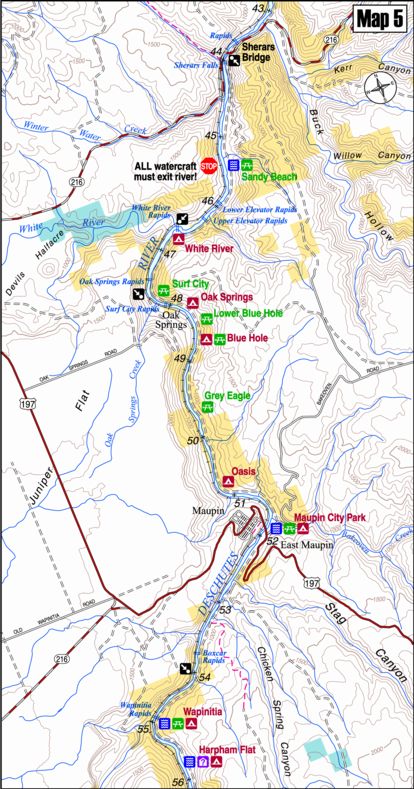 Map 5
43
Rapids
44
Sherars
Bridge
Sherars Falls
216
Kerr Canyon
Buck
Hollow
45
Winter Water Creek
Willow Canyon
ALL watercraft
must exit river!
STOP
Sandy Beach
216
White River
Rapids
46
Lower Elevator Rapids
Upper Elevator Rapids
White River
White River
Devils Halfacre
RIVER
47
Oak Springs Rapids
Surf City
48
Oak Springs
Surf City Rapids
Oak
Springs
Lower Blue Hole
Blue Hole
49
OAK SPRINGS ROAD
BAKEOVEN ROAD
197
Juniper Flat
Oak Springs Creek
Grey Eagle
50
Oasis
51
Maupin
Maupin City Park
52
East Maupin
Bakeoven Creek
DESCHUTES
197
OLD WAPINITIA ROAD
53
Stag Canyon
216
Boxcar
Rapids
54
Chicken Spring Canyon
Wapinitia
Rapids
55
Wapinitia
Harpham Flat
?
56